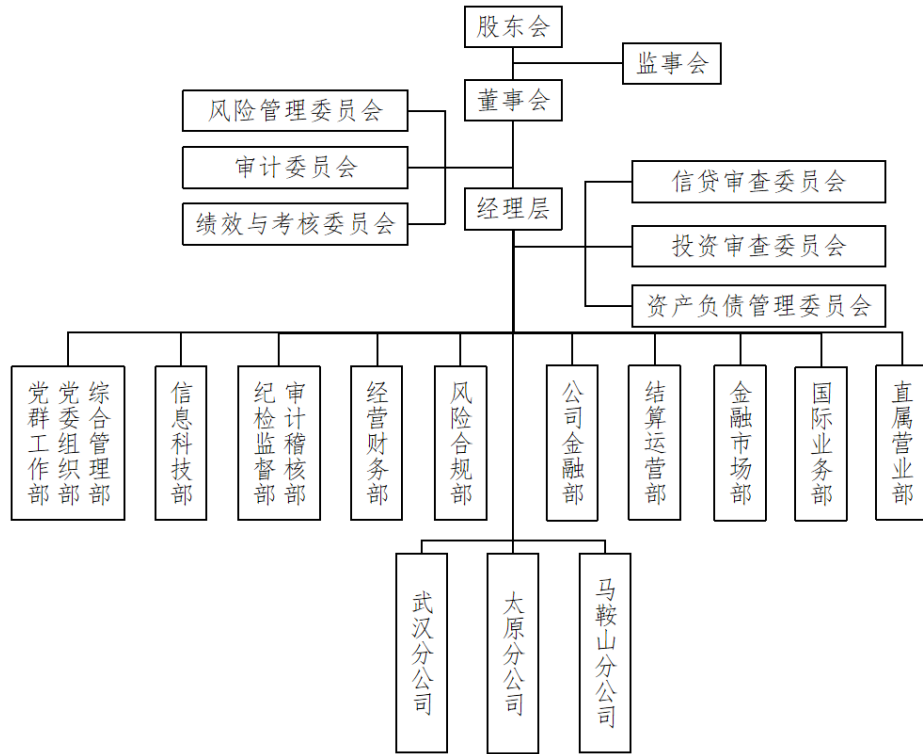 股东会
监事会
董事会
风险管理委员会
审计委员会
信贷审查委员会
经理层
绩效与考核委员会
投资审查委员会
资产负债管理委员会
党群工作部
党委组织部
综合管理部
信息科技部
纪检监督部
审计稽核部
经营财务部
风险合规部
公司金融部
结算运营部
金融市场部
国际业务部
直属营业部
武汉分公司
太原分公司
马鞍山分公司